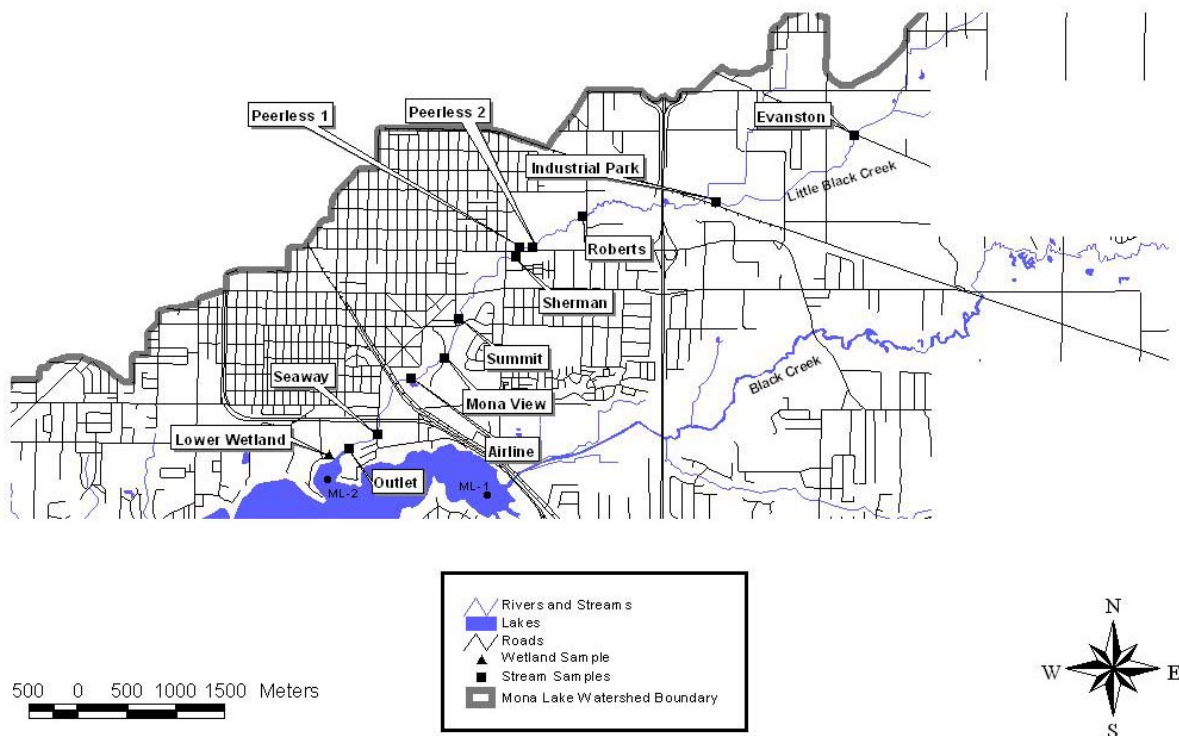 Peerless 1
Peerless 2
Evanston
Industrial Park
Little Black Creek
Roberts
Sherman
Summit
Black Creek
Seaway
Mona View
Lower Wetland
Airline
Outlet
ML-2
ML-1
Rivers and Streams
Lakes
Roads
Wetland Sample
Stream Samples
Mona Lake Watershed Boundary
500 0 500 1000 1500 Meters
N
W E
S